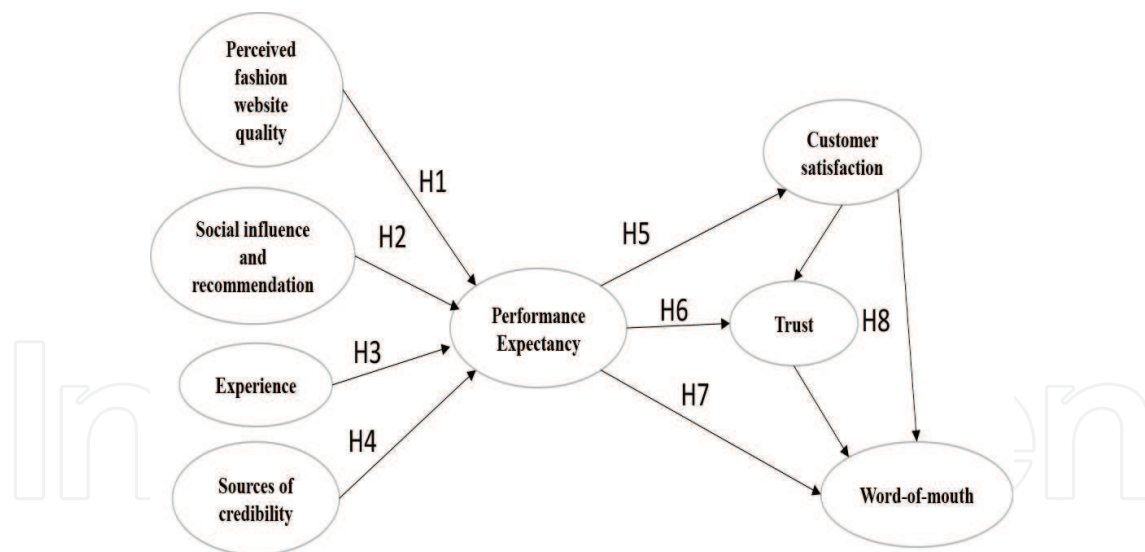 Perceived
fashion
website
quality
H1
Social influence
and
recommendation
H2
Experience
H3
Sources of
credibility
H4
Performance
Expectancy
H5
H6
H7
Customer
satisfaction
Trust
H8
Word-of-mouth